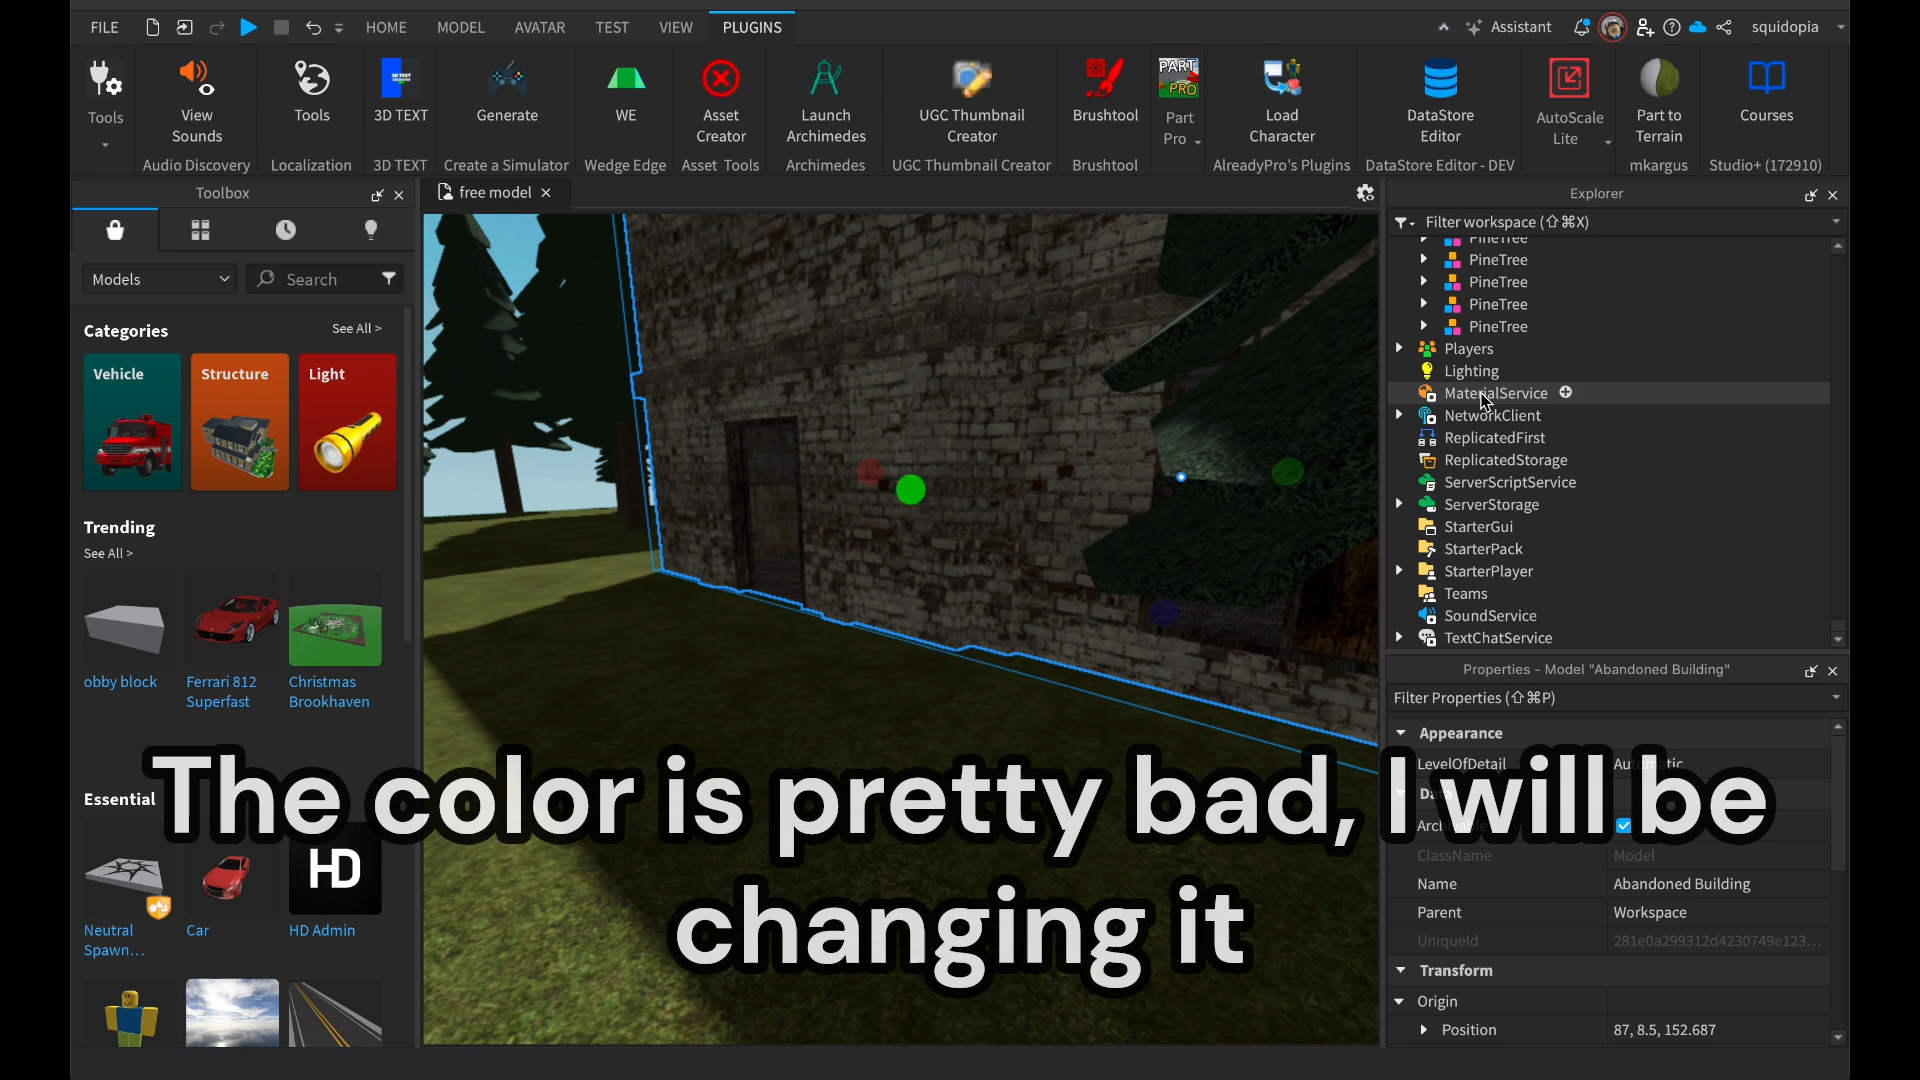 FILE
HOME
MODEL
AVATAR
TEST
VIEW
PLUGINS
Assistant
squidopia
Tools
View
Sounds
Tools
3D TEXT
Generate
WE
Asset
Creator
Launch
Archimedes
UGC Thumbnail
Creator
Brushtool
PART
PRO
Part
Pro
Load
Character
DataStore
Editor
AutoScale
Lite
Part to
Terrain
Courses
Audio Discovery
Localization
3D TEXT
Create a Simulator
Wedge Edge
Asset Tools
Archimedes
UGC Thumbnail Creator
Brushtool
AlreadyPro's Plugins
DataStore Editor - DEV
mkargus
Studio+ (172910)
Toolbox
Models
Search
Categories
See All >
Vehicle
Structure
Light
Trending
See All >
obby block
Ferrari 812
Superfast
Christmas
Brookhaven
Essential
HD
Neutral
Spawn...
Car
HD Admin
free model
Explorer
Filter workspace (⇧⌘X)
PineTree
PineTree
PineTree
PineTree
PineTree
Players
Lighting
MaterialService
NetworkClient
ReplicatedFirst
ReplicatedStorage
ServerScriptService
ServerStorage
StarterGui
StarterPack
StarterPlayer
Teams
SoundService
TextChatService
Properties - Model "Abandoned Building"
Filter Properties (⇧⌘P)
Appearance
LevelOfDetail
Data
ClassName Model
Name Abandoned Building
Parent Workspace
UniqueId 281e0a299312d4230749e123...
Transform
Origin
Position 87, 8.5, 152.687
The color is pretty bad, I will be
changing it